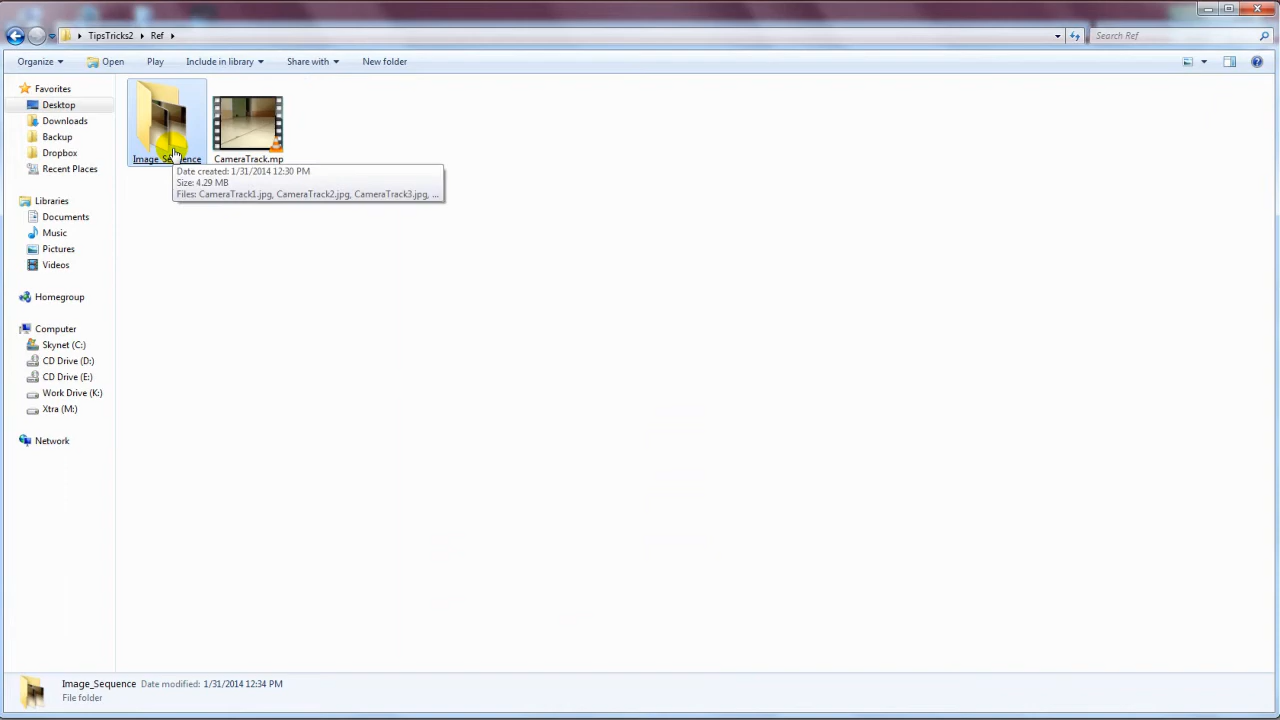 TipsTricks2 Ref
Search Ref
Organize Open Play Include in library Share with New folder
Favorites
Desktop
Downloads
Backup
Dropbox
Recent Places
Libraries
Documents
Music
Pictures
Videos
Homegroup
Computer
Skynet (C:)
CD Drive (D:)
CD Drive (E:)
Work Drive (K:)
Xtra (M:)
Network
Image_Sequence
CameraTrack.mp
Date created: 1/31/2014 12:30 PM
Size: 4.29 MB
Files: CameraTrack1.jpg, CameraTrack2.jpg, CameraTrack3.jpg, ...
Image_Sequence Date modified: 1/31/2014 12:34 PM
File folder